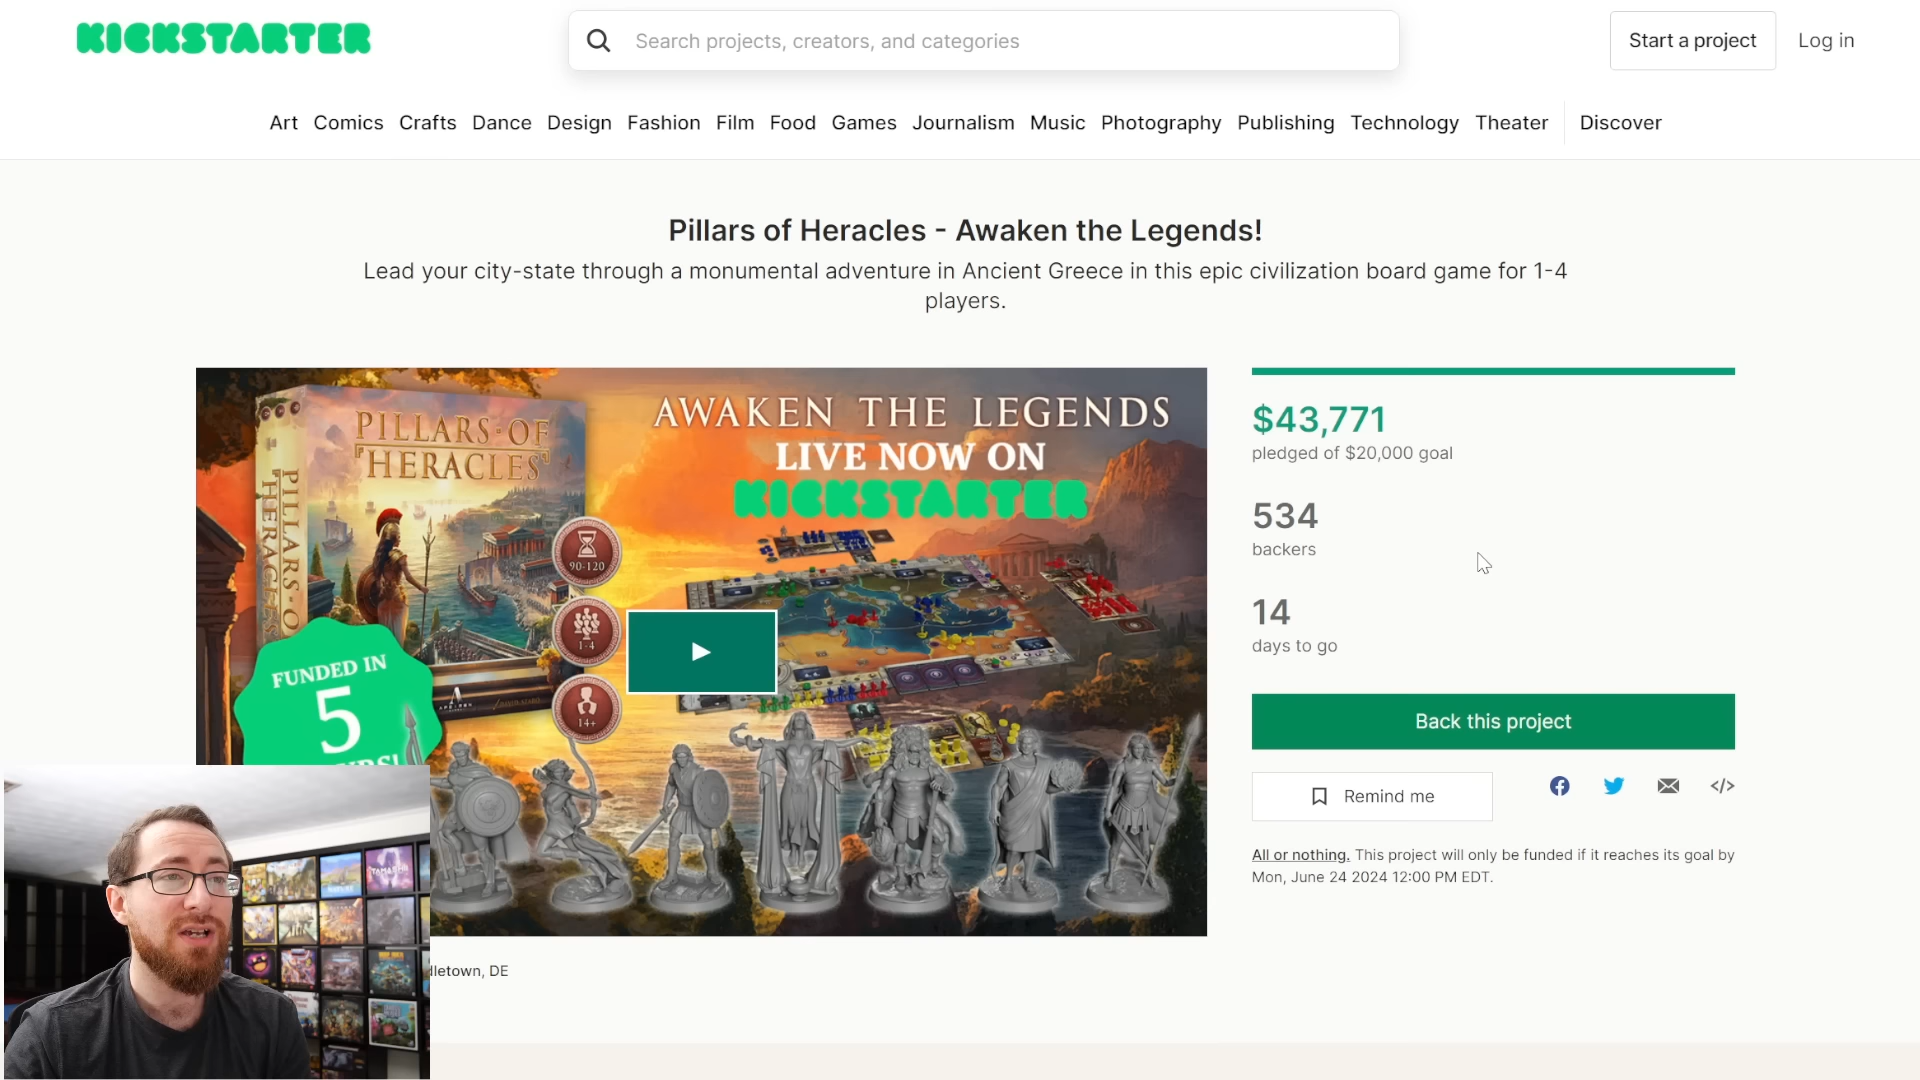 KICKSTARTER
Search projects, creators, and categories
Start a project
Log in
Art Comics Crafts Dance Design Fashion Film Food Games Journalism Music Photography Publishing Technology Theater Discover
Pillars of Heracles - Awaken the Legends!
Lead your city-state through a monumental adventure in Ancient Greece in this epic civilization board game for 1-4
players.
PILLARS·OF
HERACLES
PILLARS·O
HERACLES
AWAKEN THE LEGENDS
LIVE NOW ON
KICKSTARTER
90-120
1-4
14+
FUNDED IN
5
$43,771
pledged of $20,000 goal
534
backers
14
days to go
Back this project
Remind me
</>
All or nothing. This project will only be funded if it reaches its goal by
Mon, June 24 2024 12:00 PM EDT.
lletown, DE